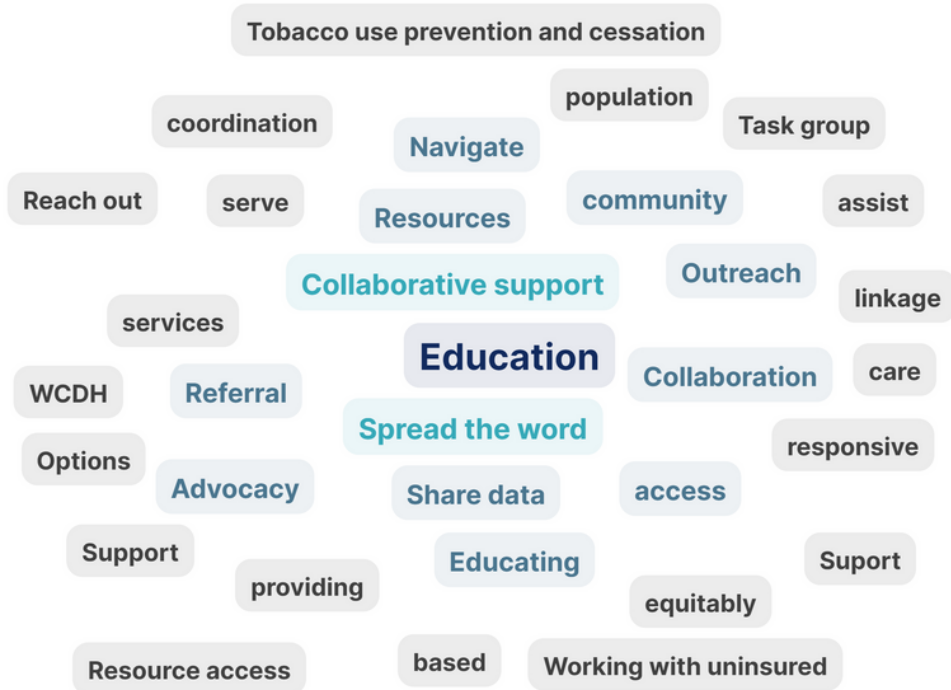 Tobacco use prevention and cessation
population
coordination
Task group
Navigate
Reach out
serve
Resources
community
assist
Collaborative support
Outreach
linkage
services
Education
Collaboration
care
WCDH
Referral
Spread the word
responsive
Options
Advocacy
Share data
access
Support
Educating
Suport
providing
equitably
based
Working with uninsured
Resource access